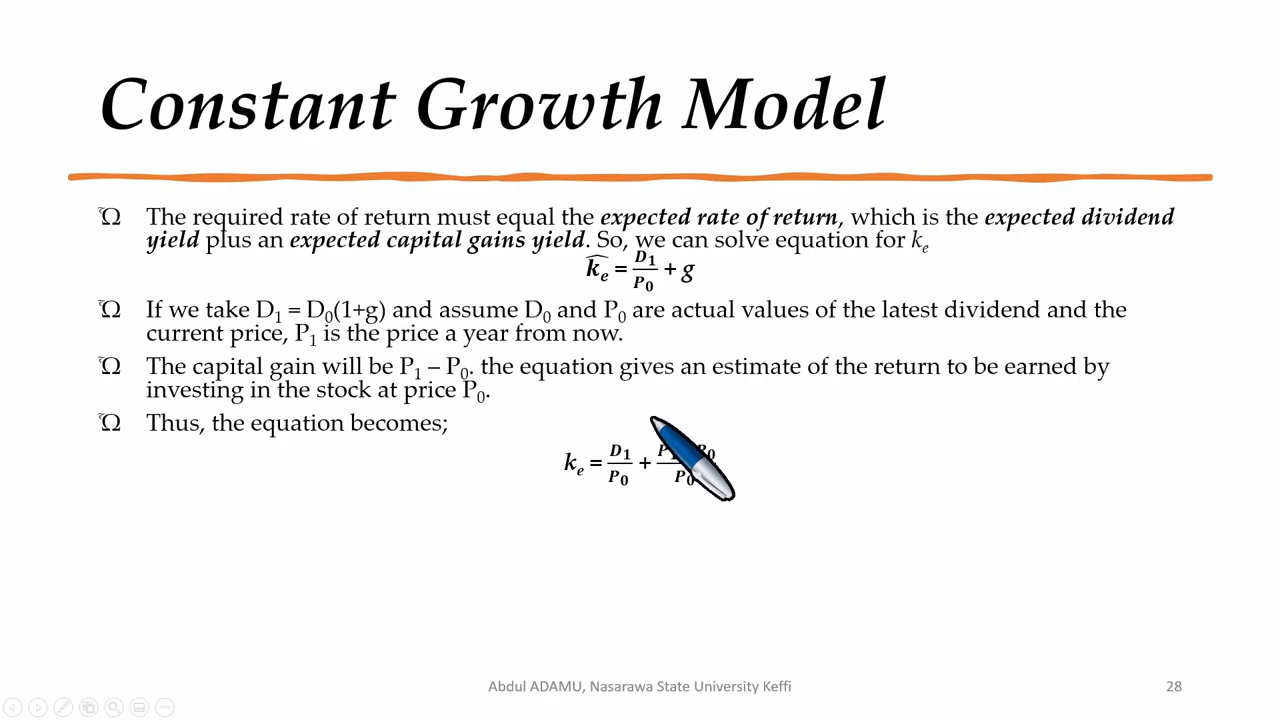 Constant Growth Model
Ω The required rate of return must equal the expected rate of return, which is the expected dividend
yield plus an expected capital gains yield. So, we can solve equation for kₑ
k̂ₑ = D₁/P₀ + g
Ω If we take D₁ = D₀(1+g) and assume D₀ and P₀ are actual values of the latest dividend and the
current price, P₁ is the price a year from now.
Ω The capital gain will be P₁ – P₀. the equation gives an estimate of the return to be earned by
investing in the stock at price P₀.
Ω Thus, the equation becomes;
kₑ = D₁/P₀ +
Abdul ADAMU, Nasarawa State University Keffi
28